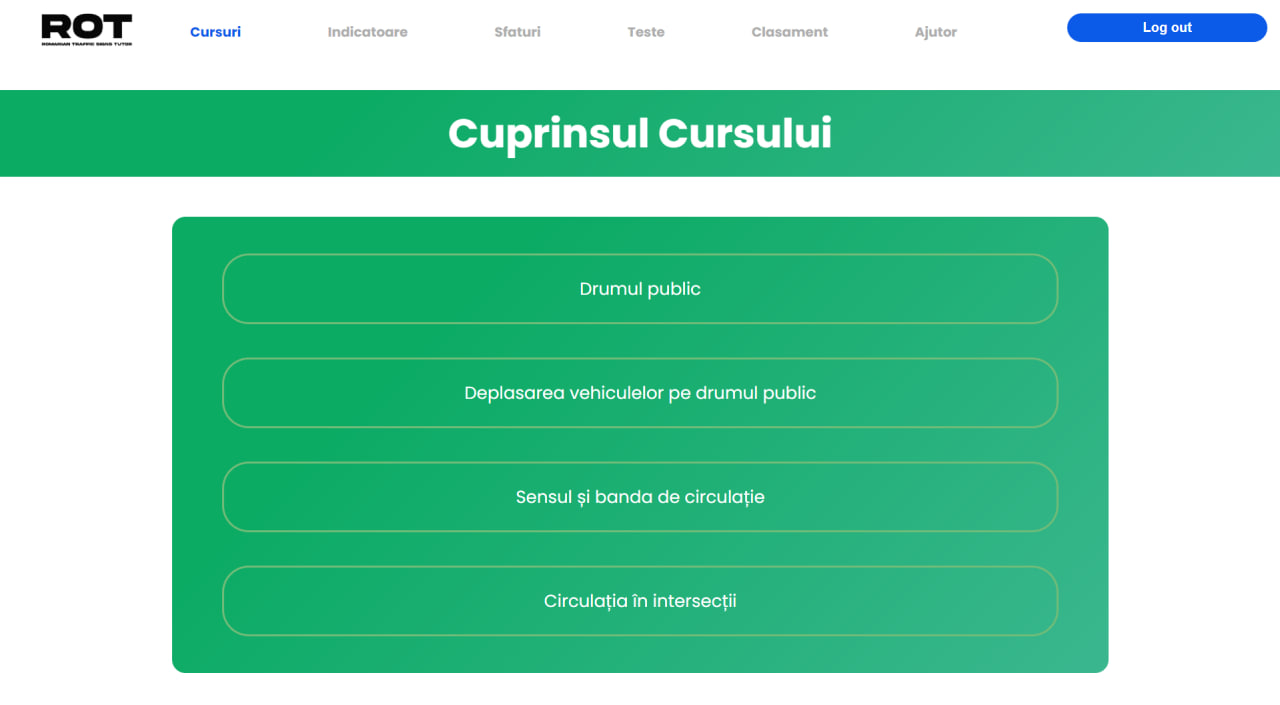 ROT
ROMANIAN TRAFFIC SIGNS TUTOR
Cursuri
Indicatoare
Sfaturi
Teste
Clasament
Ajutor
Log out
Cuprinsul Cursului
Drumul public
Deplasarea vehiculelor pe drumul public
Sensul și banda de circulație
Circulația în intersecții